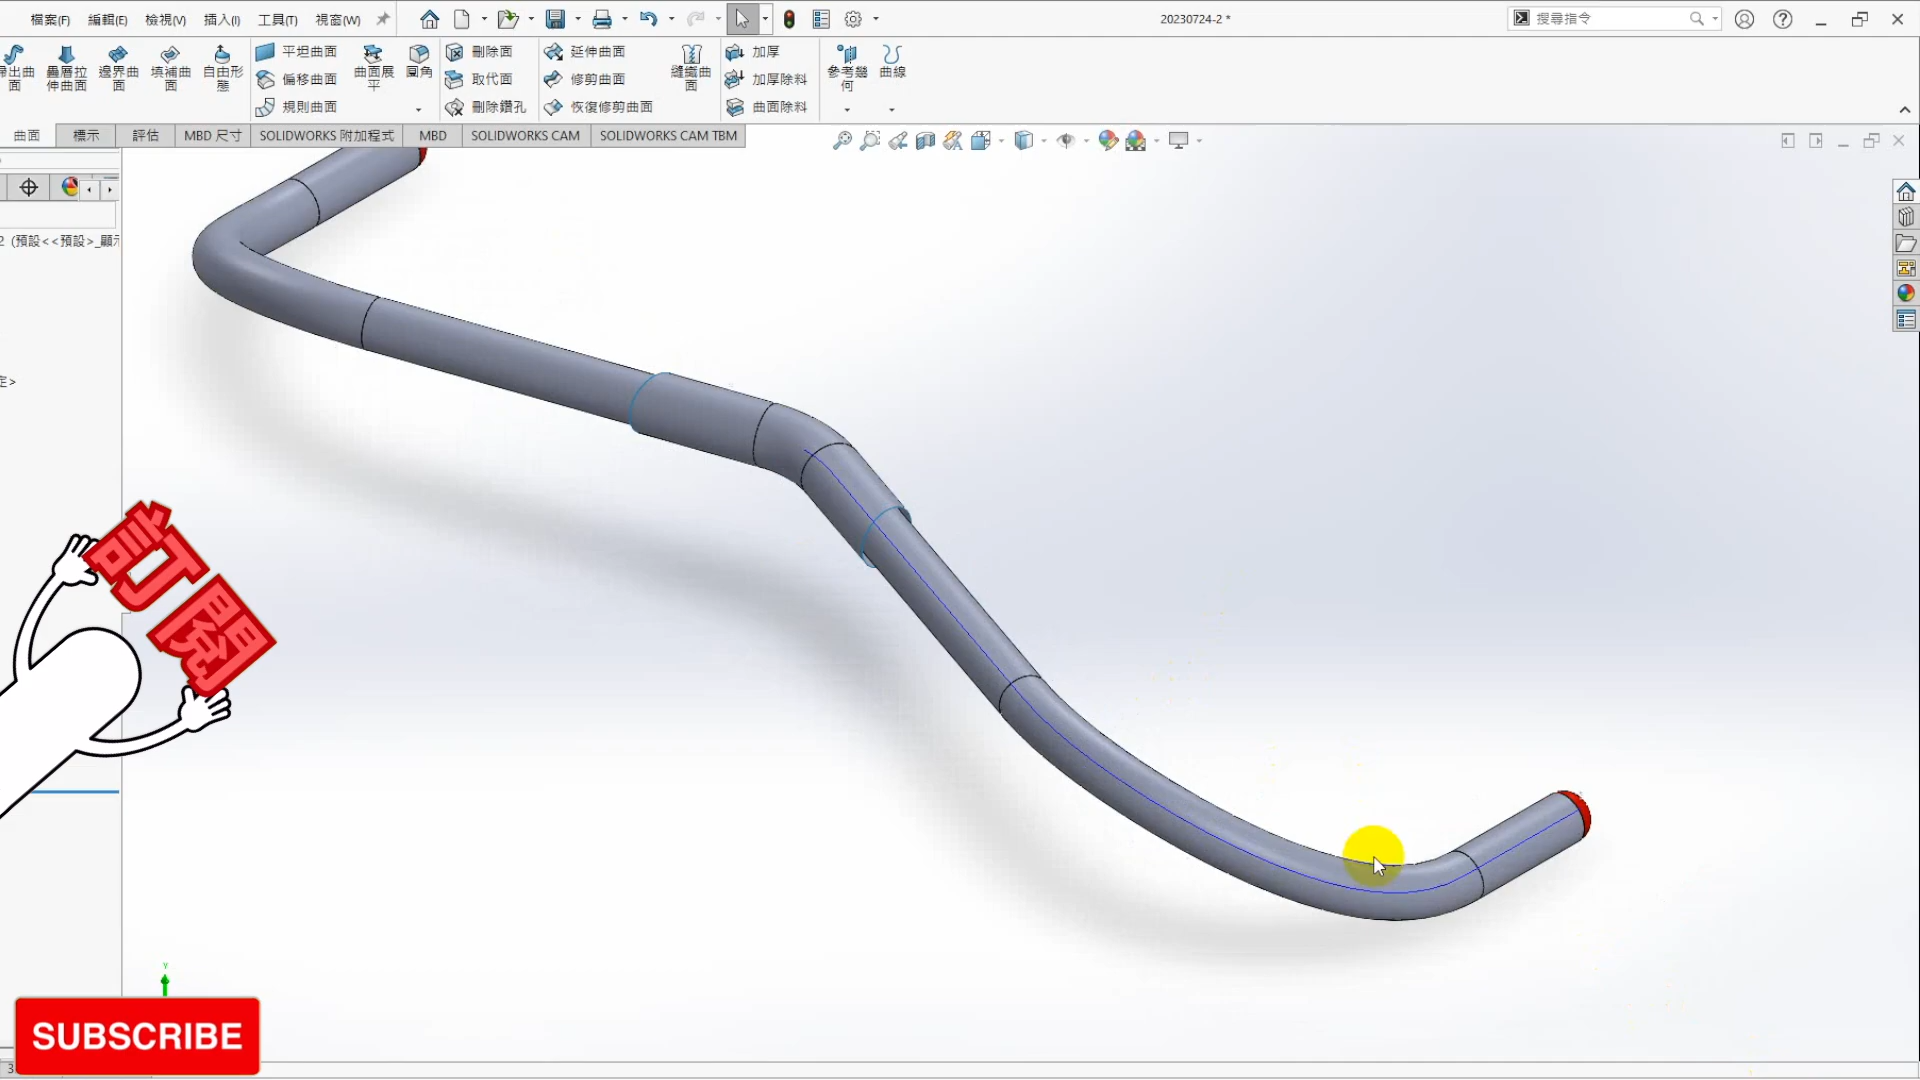 檔案(F) 編輯(E) 檢視(V) 插入(I) 工具(T) 視窗(W) 20230724-2 * 搜尋指令
掃出曲面 疊層拉伸曲面 邊界曲面 填補曲面 自由形態 平坦曲面 偏移曲面 規則曲面 曲面展平 圓角 刪除面 取代面 刪除鑽孔 延伸曲面 修剪曲面 恢復修剪曲面 縫織曲面 加厚 加厚除料 曲面除料 參考幾何 曲線
曲面 標示 評估 MBD 尺寸 SOLIDWORKS 附加程式 MBD SOLIDWORKS CAM SOLIDWORKS CAM TBM
2 (預設<<預設>_顯示
定>
訂閱
Y
SUBSCRIBE
3